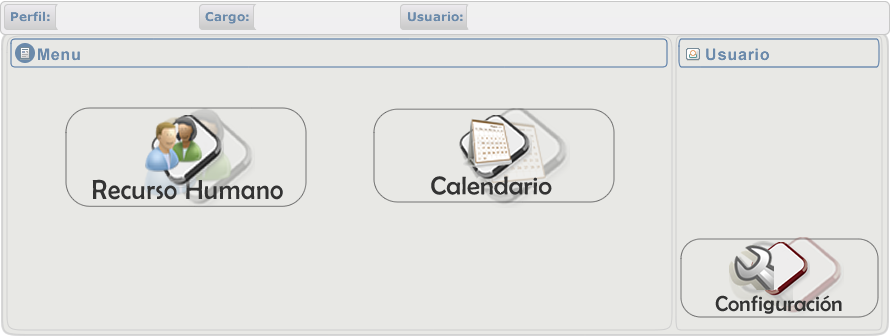 Perfil: Cargo: Usuario:
Menu
Usuario
Recurso Humano
Calendario
Configuración